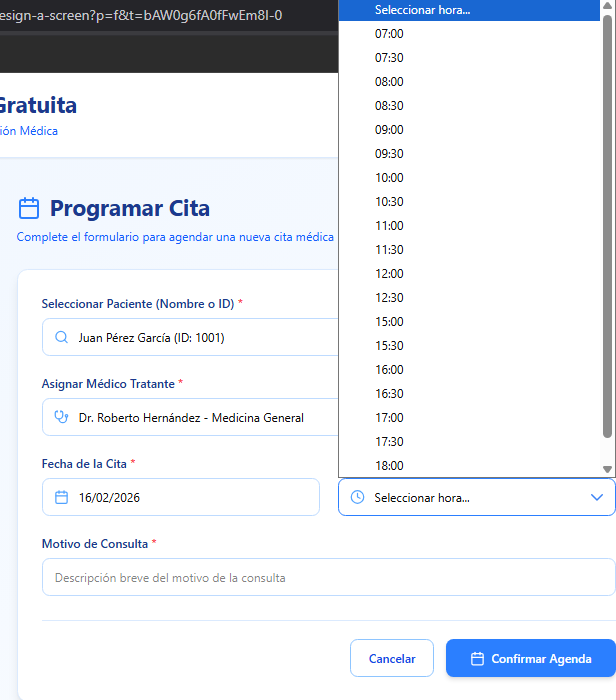 esign-a-screen?p=f&t=bAW0g6fA0fFwEm8I-0
Gratuita
ión Médica
Programar Cita
Complete el formulario para agendar una nueva cita médica
Seleccionar Paciente (Nombre o ID) *
Juan Pérez García (ID: 1001)
Asignar Médico Tratante *
Dr. Roberto Hernández - Medicina General
Fecha de la Cita *
16/02/2026
Seleccionar hora...
07:00
07:30
08:00
08:30
09:00
09:30
10:00
10:30
11:00
11:30
12:00
12:30
15:00
15:30
16:00
16:30
17:00
17:30
18:00
Seleccionar hora...
Motivo de Consulta *
Descripción breve del motivo de la consulta
Cancelar
Confirmar Agenda